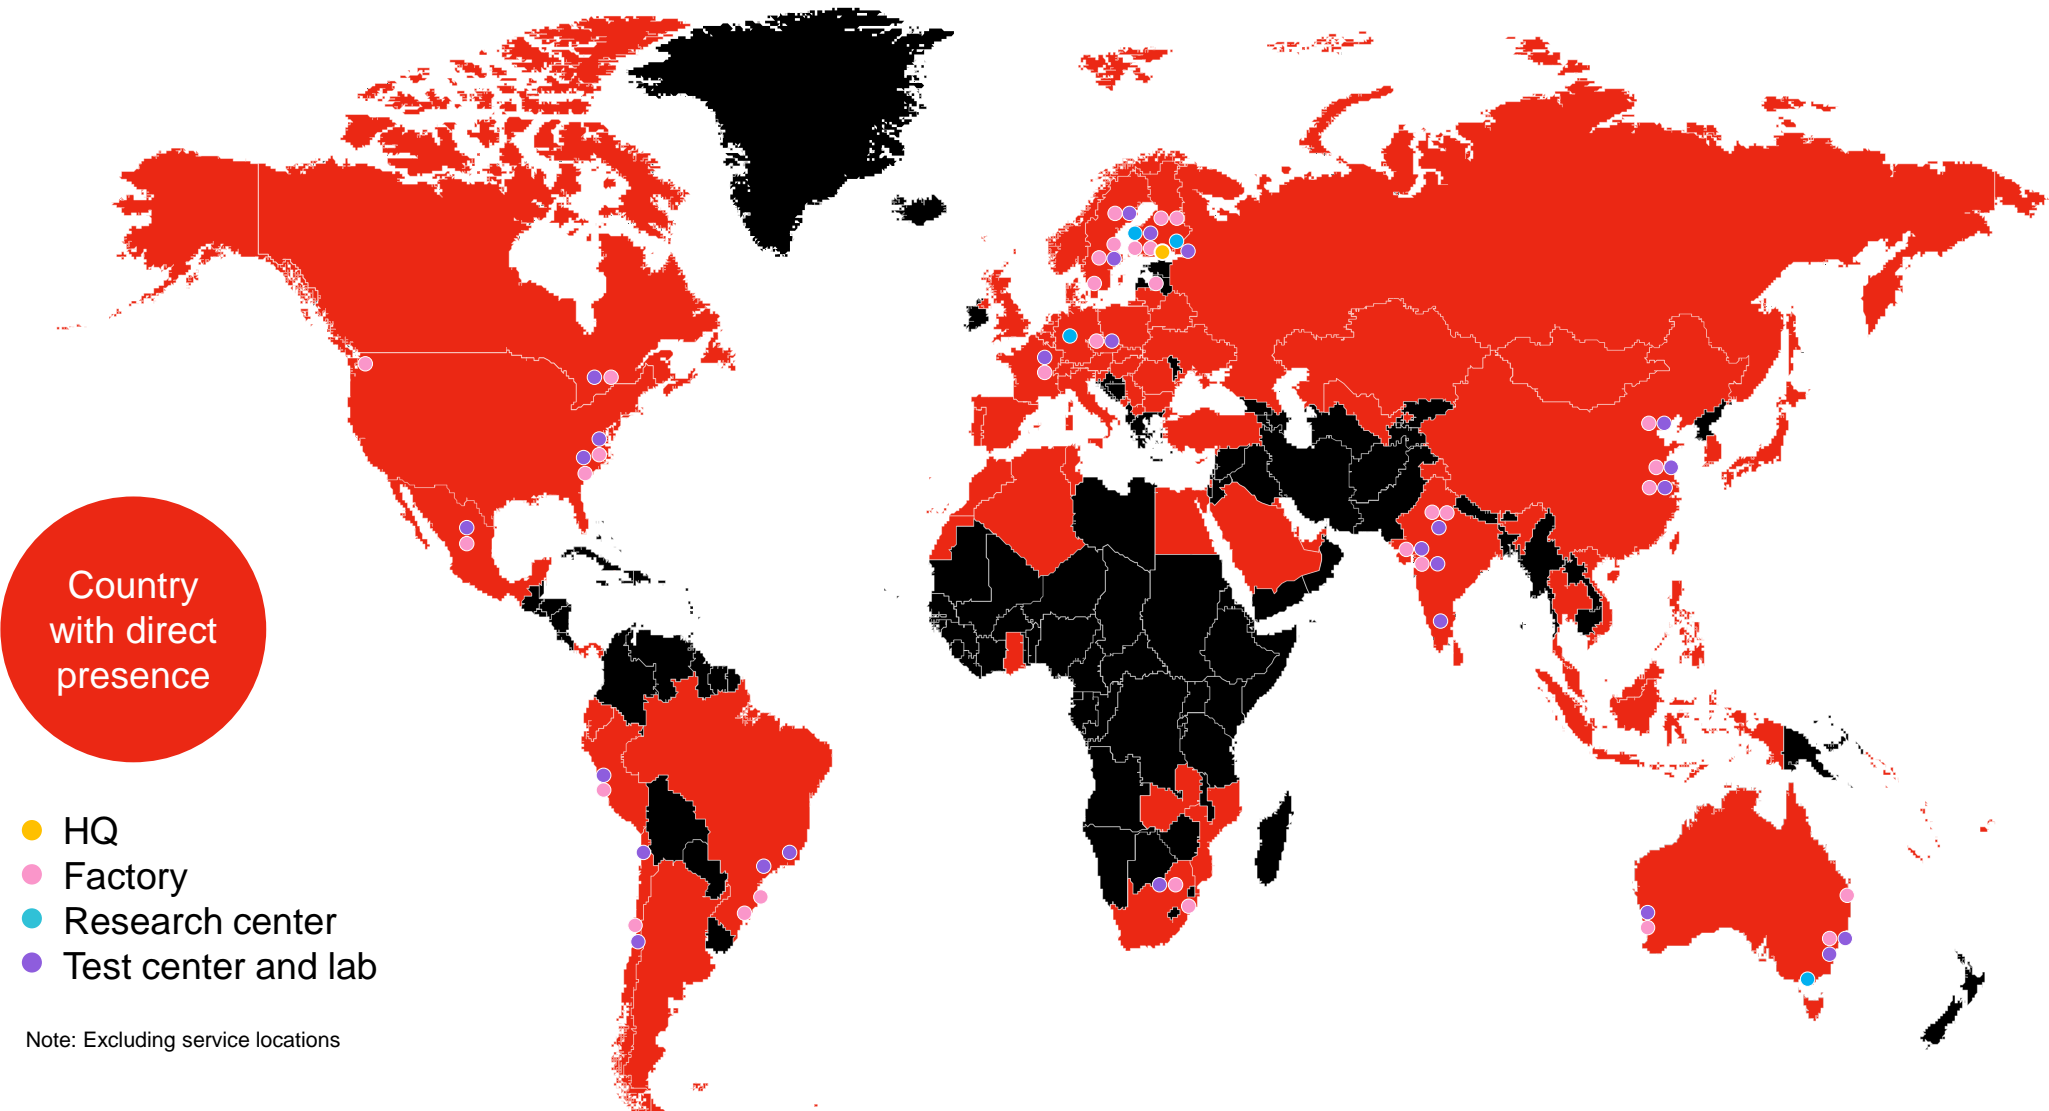 Country
with direct
presence
HQ
Factory
Research center
Test center and lab
Note: Excluding service locations